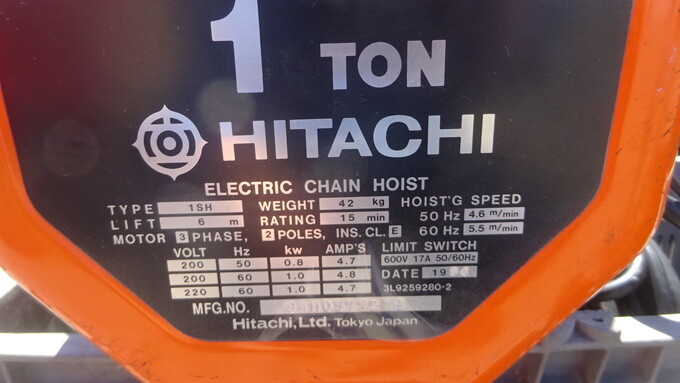 1 TON
HITACHI
ELECTRIC CHAIN HOIST
TYPE 1SH WEIGHT 42 kg HOIST'G SPEED
LIFT 6 m RATING 15 min 50 Hz 4.6 m/min
MOTOR 3 PHASE, 2 POLES, INS. CL. E 60 Hz 5.5 m/min
VOLT Hz kw AMP'S LIMIT SWITCH
200 50 0.8 4.7 600V 17A 50/60Hz
200 60 1.0 4.8 DATE 19
220 60 1.0 4.7 3L9259280-2
MFG.NO.
Hitachi, Ltd. Tokyo Japan